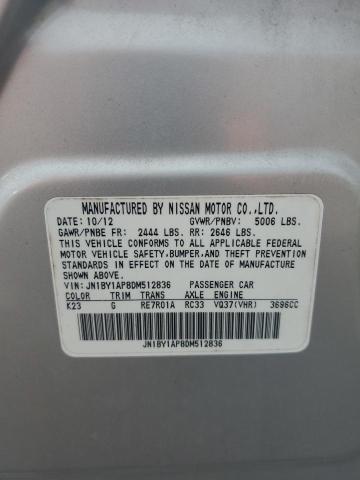 MANUFACTURED BY NISSAN MOTOR CO.,LTD.
DATE: 10/12 GVWR/PNBV: 5006 LBS.
GAWR/PNBE FR: 2444 LBS. RR: 2646 LBS.
THIS VEHICLE CONFORMS TO ALL APPLICABLE FEDERAL
MOTOR VEHICLE SAFETY,BUMPER,AND THEFT PREVENTION
STANDARDS IN EFFECT ON THE DATE OF MANUFACTURE
SHOWN ABOVE.
VIN: JN1BY1AP8DM512836 PASSENGER CAR
COLOR TRIM TRANS AXLE ENGINE
K23 G RE7R01A RC33 VQ37(VHR) 3696CC
JN1BY1AP8DM512836